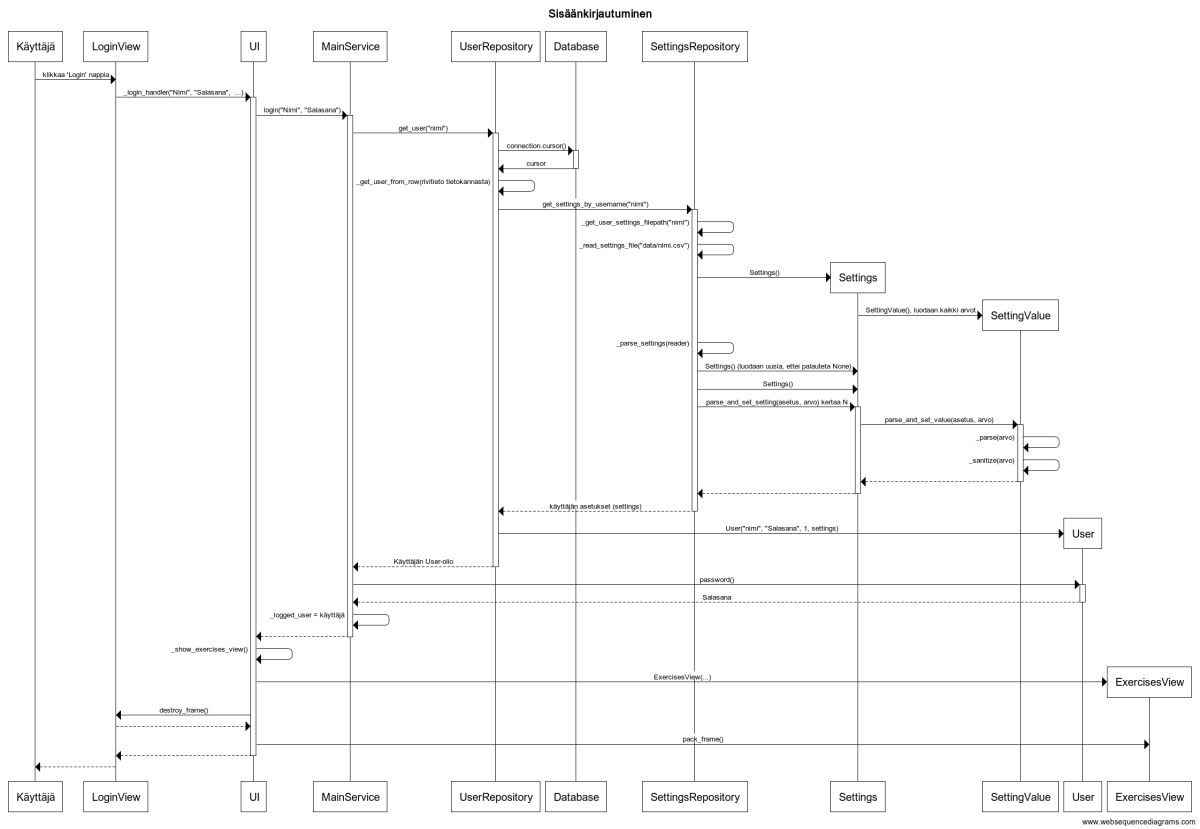 Sisäänkirjautuminen
Käyttäjä LoginView UI MainService UserRepository Database SettingsRepository
klikkaa 'Login' nappia
_login_handler("Nimi", "Salasana", ...)
login("Nimi", "Salasana")
get_user("nimi")
connection.cursor()
cursor
_get_user_from_row(rivitieto tietokannasta)
get_settings_by_username("nimi")
_get_user_settings_filepath("nimi")
_read_settings_file("data/nimi.csv")
Settings()
Settings
SettingValue(), luodaan kaikki arvot
SettingValue
_parse_settings(reader)
Settings() (luodaan uusia, ettei palauteta None)
Settings()
parse_and_set_setting(asetus, arvo) kertaa N
parse_and_set_value(asetus, arvo)
_parse(arvo)
_sanitize(arvo)
käyttäjän asetukset (settings)
User("nimi", "Salasana", 1, settings)
User
Käyttäjän User-olio
password()
Salasana
_logged_user = käyttäjä
_show_exercises_view()
ExercisesView(...)
ExercisesView
destroy_frame()
pack_frame()
Käyttäjä LoginView UI MainService UserRepository Database SettingsRepository Settings SettingValue User ExercisesView
www.websequencediagrams.com